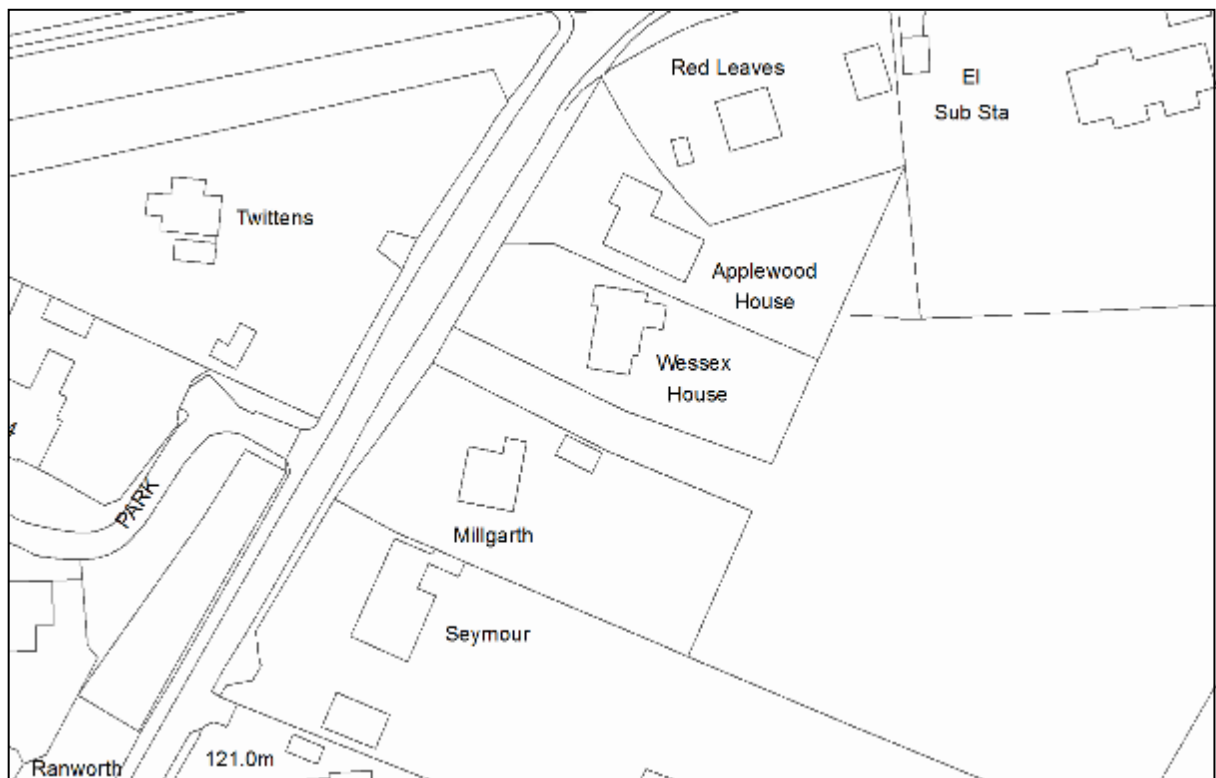 Red Leaves
El
Sub Sta
Twittens
Applewood
House
Wessex
House
PARK
Millgarth
Seymour
121.0m
Ranworth